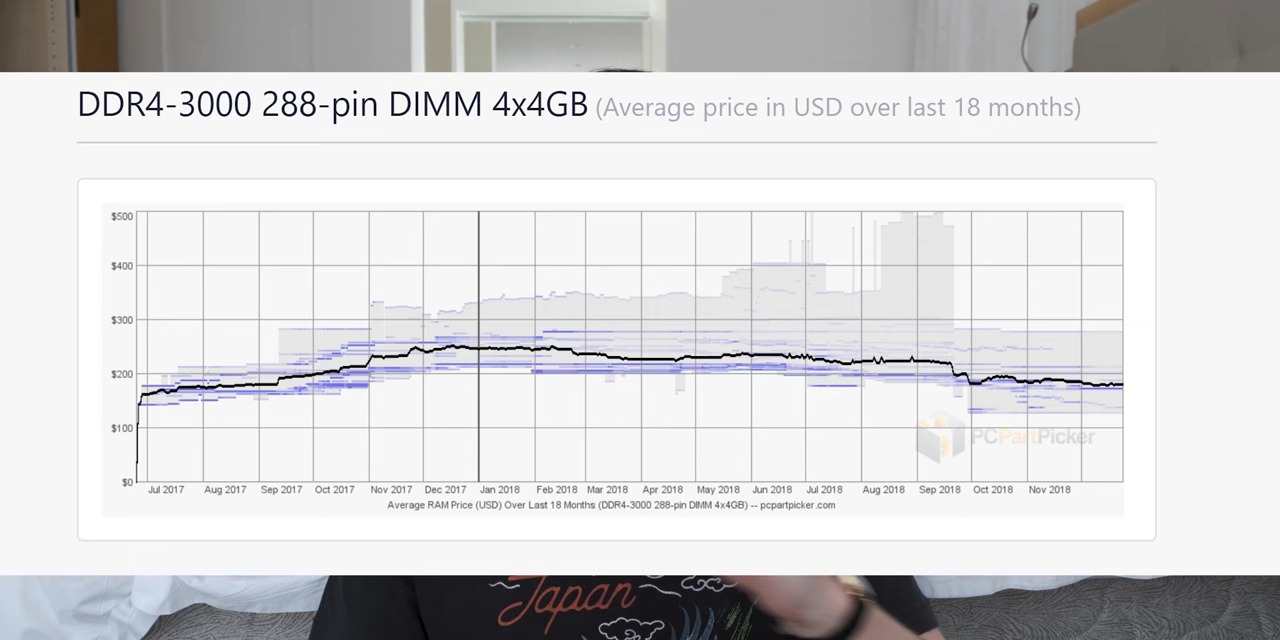 DDR4-3000 288-pin DIMM 4x4GB (Average price in USD over last 18 months)
$500
$400
$300
$200
$100
$0
Jul 2017 Aug 2017 Sep 2017 Oct 2017 Nov 2017 Dec 2017 Jan 2018 Feb 2018 Mar 2018 Apr 2018 May 2018 Jun 2018 Jul 2018 Aug 2018 Sep 2018 Oct 2018 Nov 2018
PCPartPicker
Average RAM Price (USD) Over Last 18 Months (DDR4-3000 288-pin DIMM 4x4GB) -- pcpartpicker.com
Japan